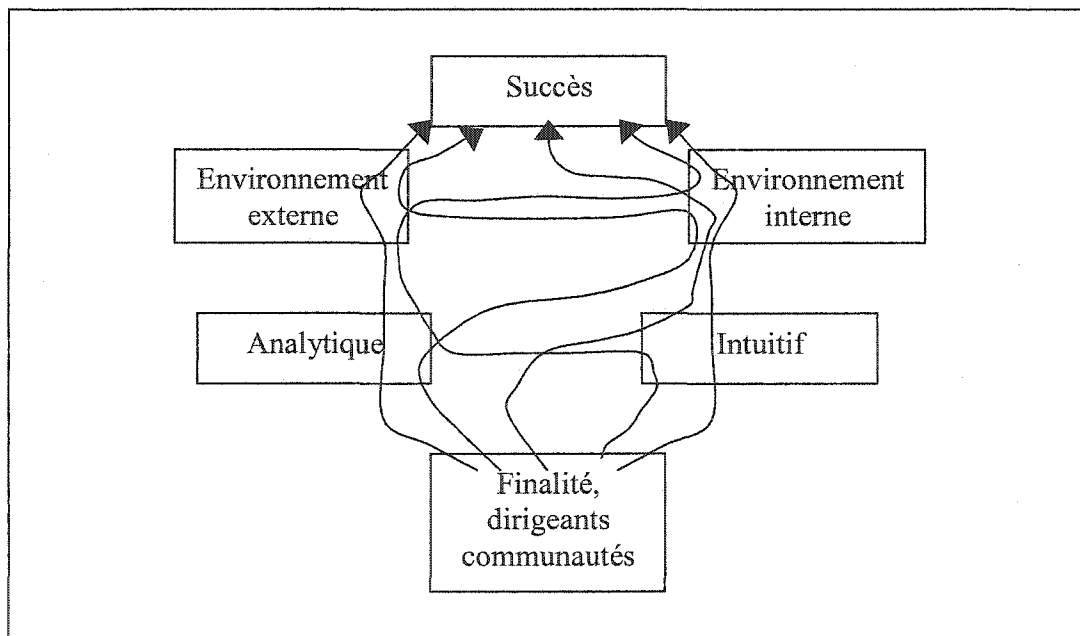 Succès
Environnement
externe
Environnement
interne
Analytique
Intuitif
Finalité,
dirigeants
communautés